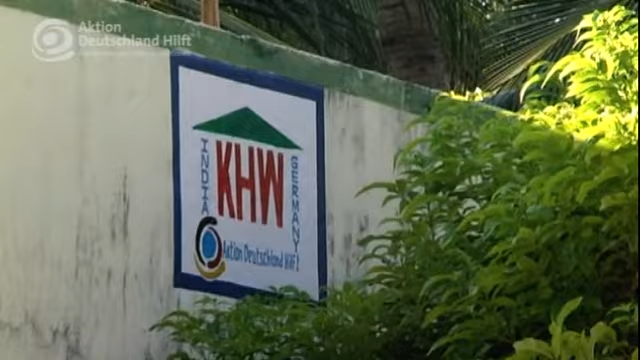 Aktion
Deutschland Hilft
INDIA
KHW
GERMANY
Aktion Deutschland Hilft